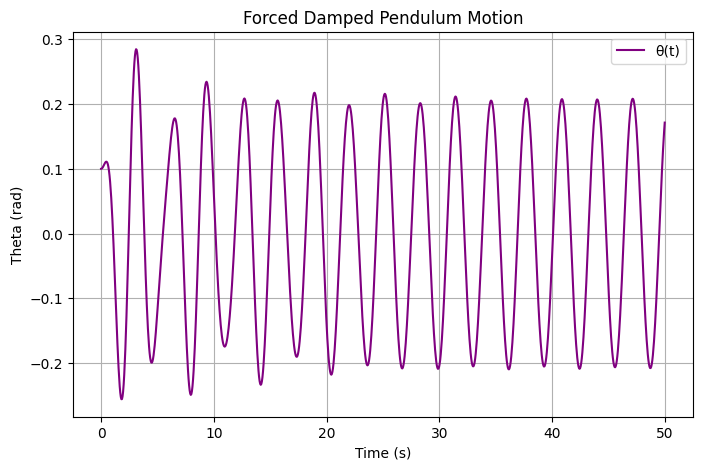 Forced Damped Pendulum Motion
θ(t)
Theta (rad)
0.3
0.2
0.1
0.0
−0.1
−0.2
0 10 20 30 40 50
Time (s)